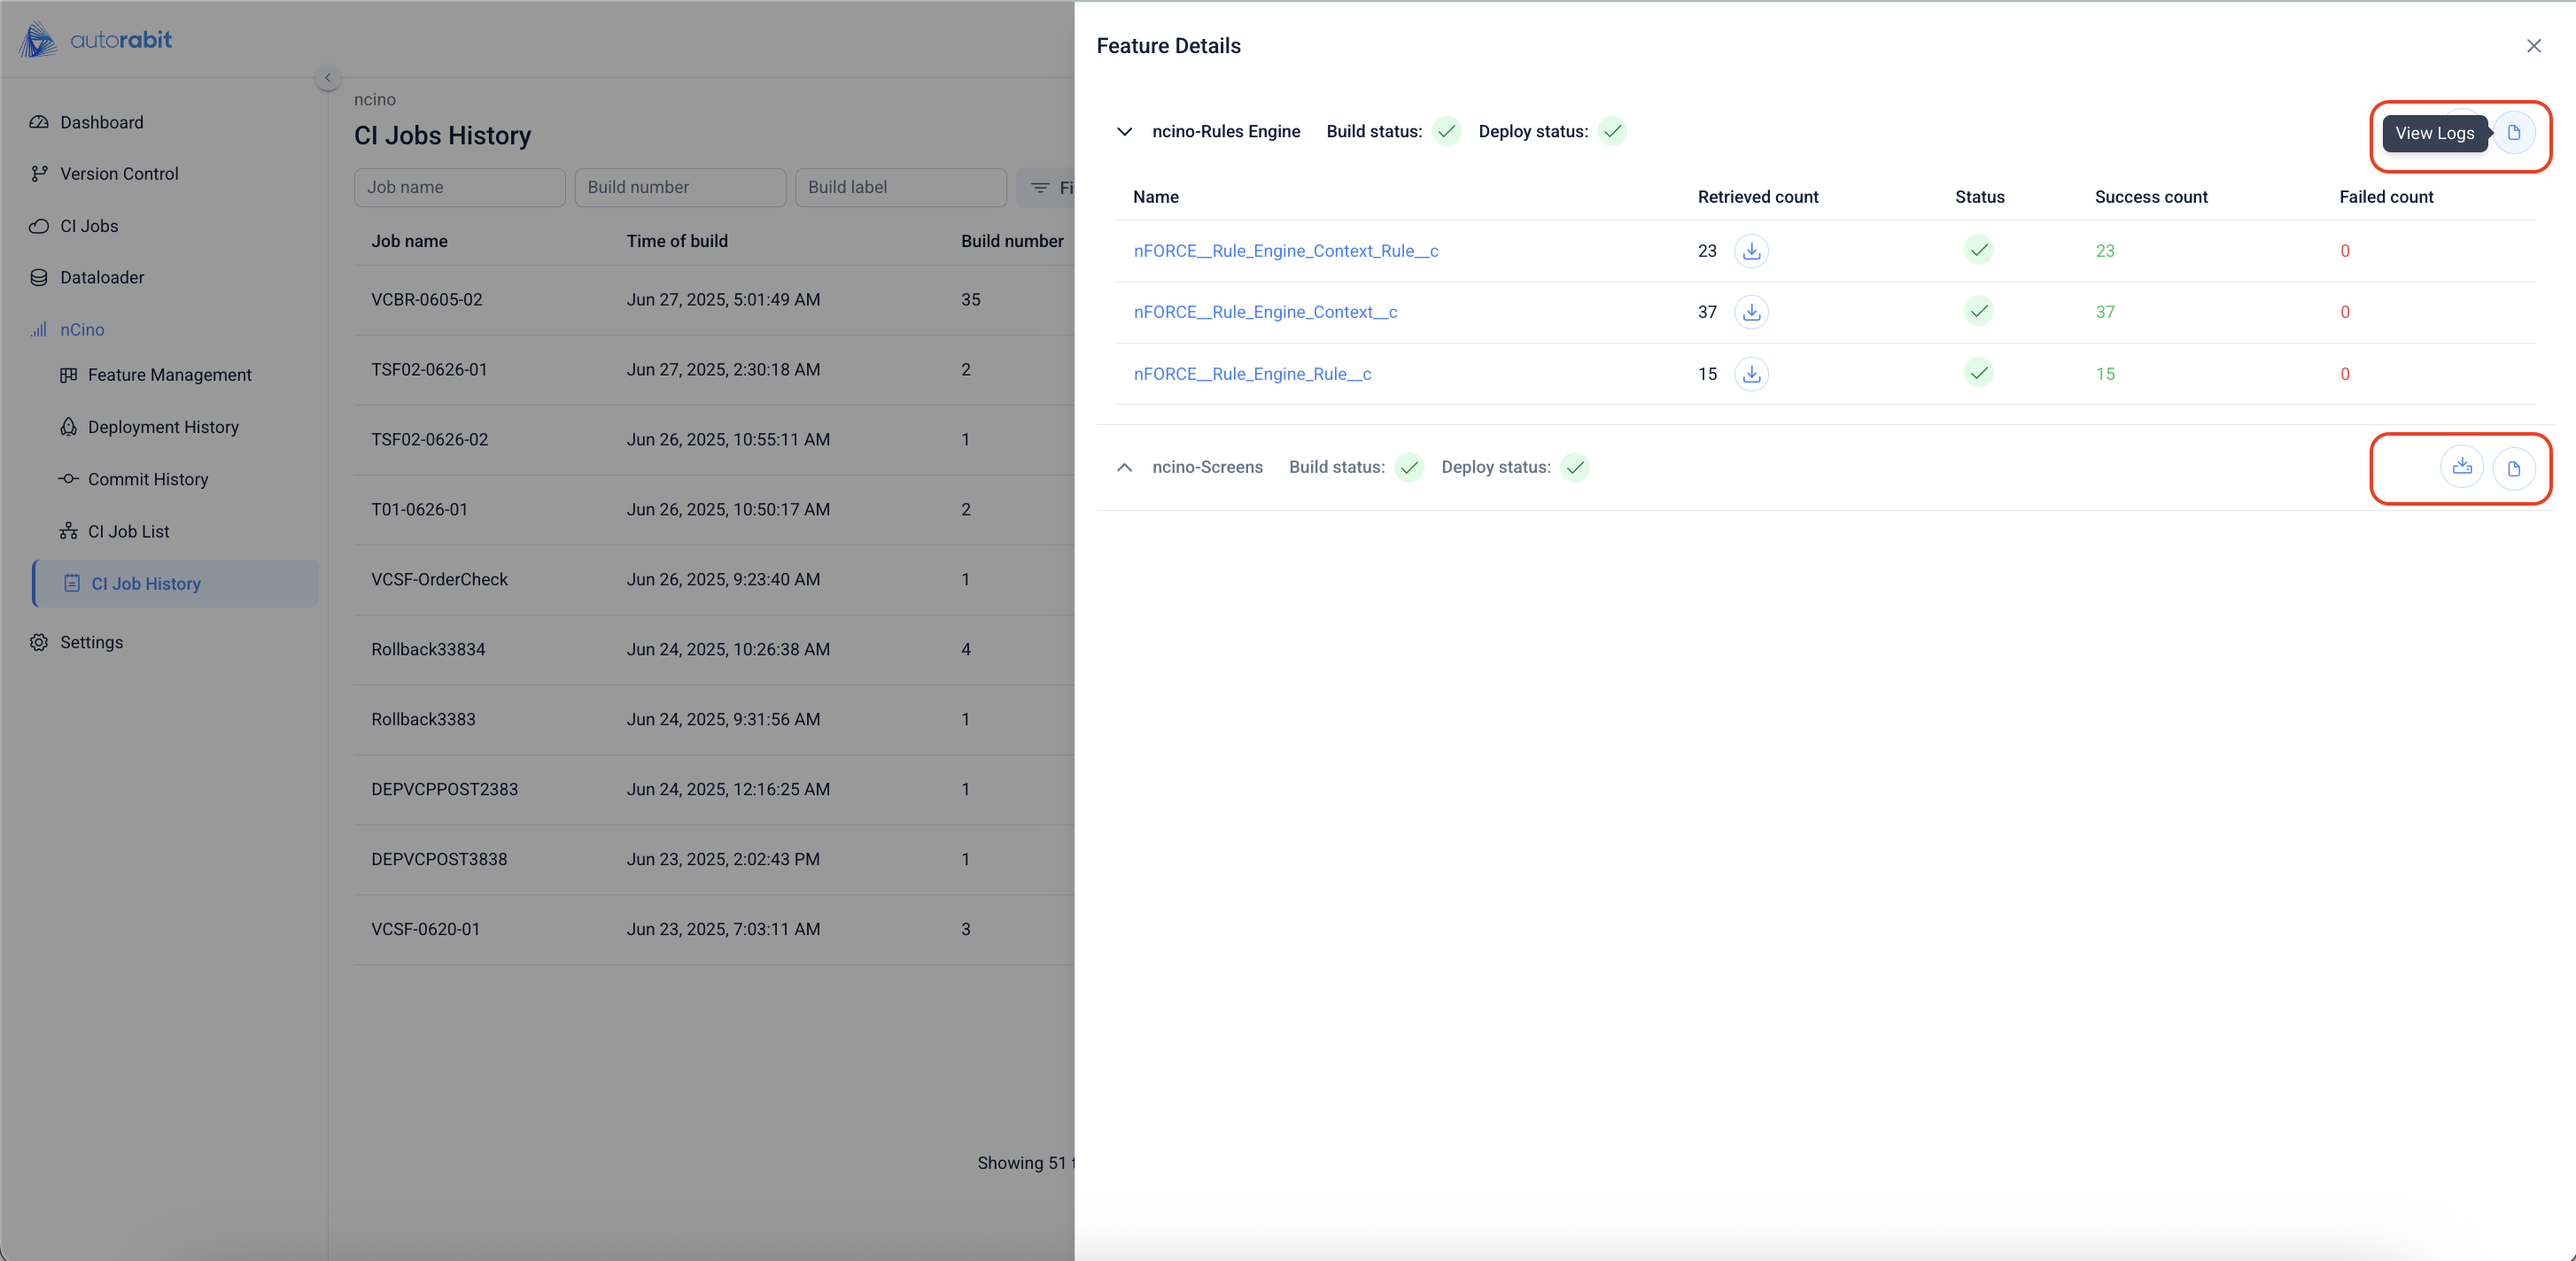 autorabit
Dashboard
Version Control
CI Jobs
Dataloader
nCino
Feature Management
Deployment History
Commit History
CI Job List
CI Job History
Settings
ncino
CI Jobs History
Job name Build number Build label Fi
Job name Time of build Build number
VCBR-0605-02 Jun 27, 2025, 5:01:49 AM 35
TSF02-0626-01 Jun 27, 2025, 2:30:18 AM 2
TSF02-0626-02 Jun 26, 2025, 10:55:11 AM 1
T01-0626-01 Jun 26, 2025, 10:50:17 AM 2
VCSF-OrderCheck Jun 26, 2025, 9:23:40 AM 1
Rollback33834 Jun 24, 2025, 10:26:38 AM 4
Rollback3383 Jun 24, 2025, 9:31:56 AM 1
DEPVCPPOST2383 Jun 24, 2025, 12:16:25 AM 1
DEPVCPOST3838 Jun 23, 2025, 2:02:43 PM 1
VCSF-0620-01 Jun 23, 2025, 7:03:11 AM 3
Showing 51 t
Feature Details
ncino-Rules Engine Build status: Deploy status: View Logs
Name Retrieved count Status Success count Failed count
nFORCE__Rule_Engine_Context_Rule__c 23 23 0
nFORCE__Rule_Engine_Context__c 37 37 0
nFORCE__Rule_Engine_Rule__c 15 15 0
ncino-Screens Build status: Deploy status: